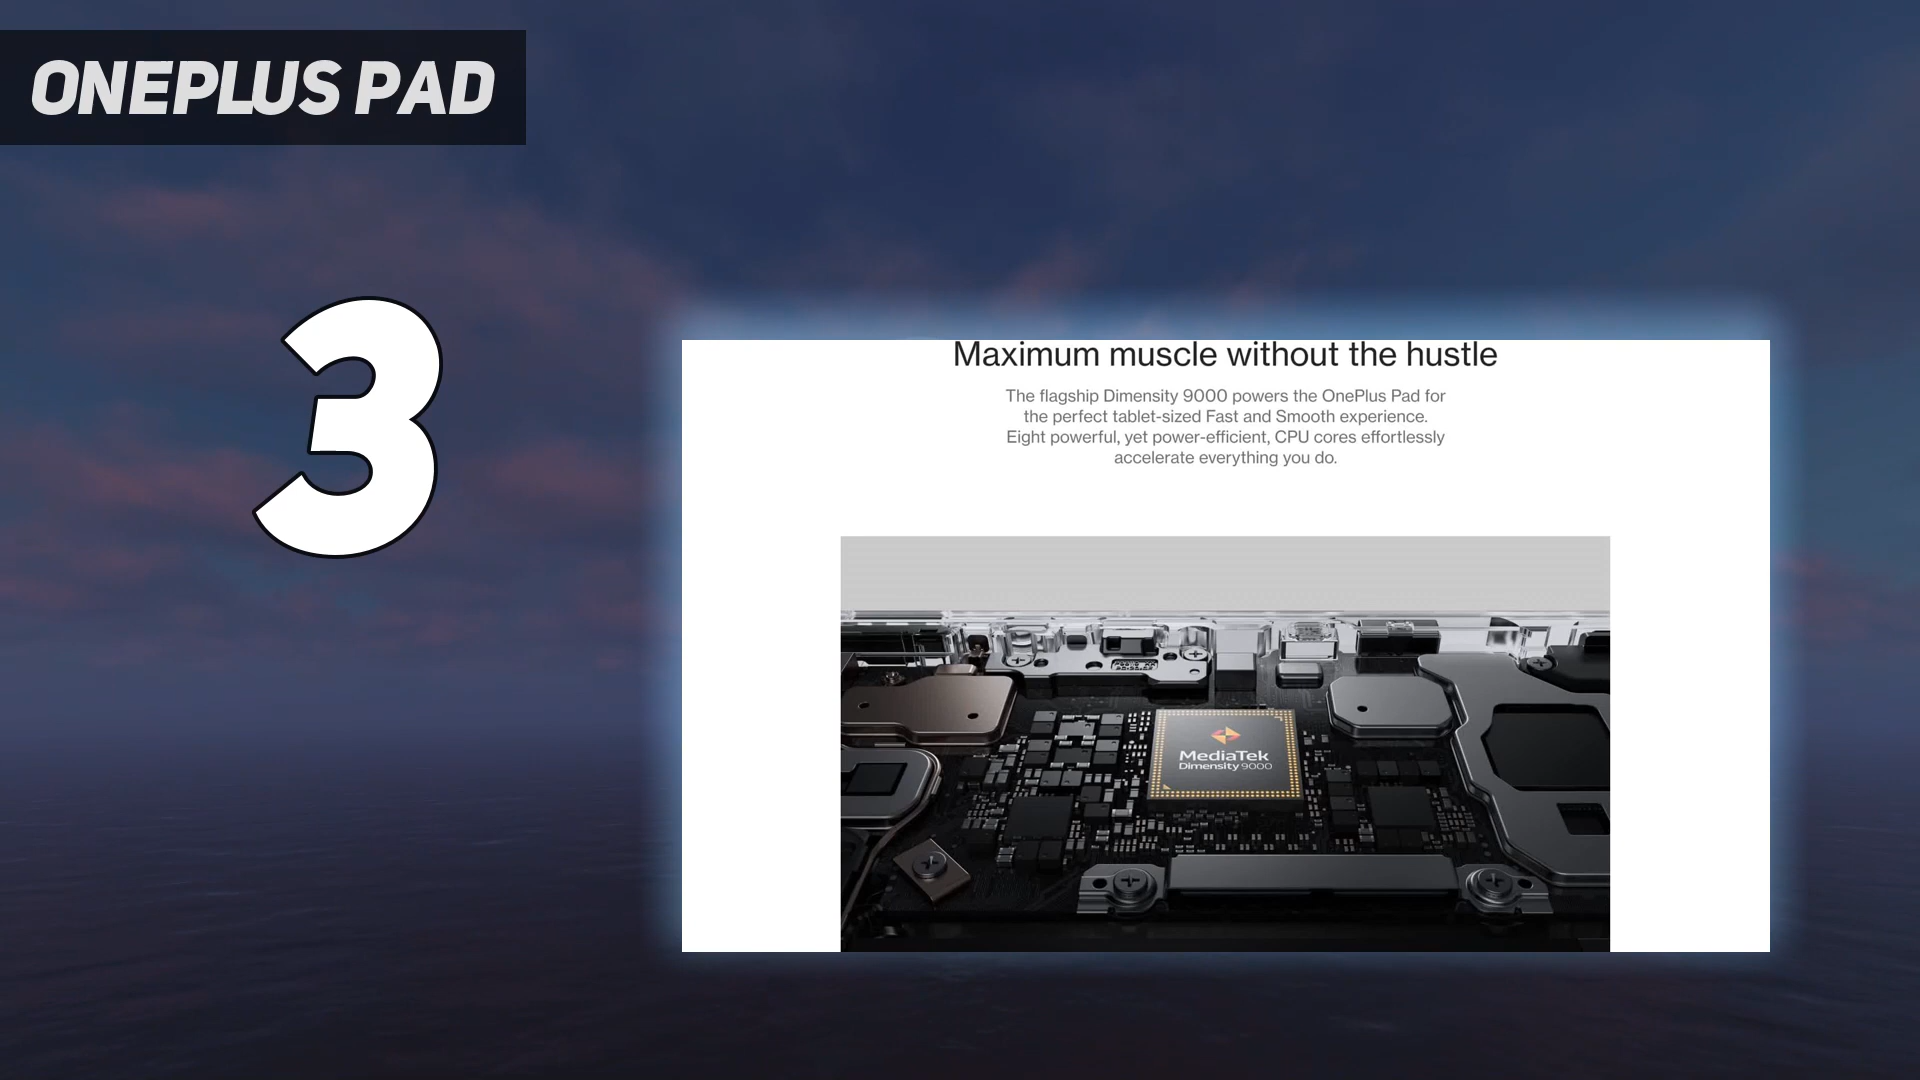 ONEPLUS PAD
3
Maximum muscle without the hustle
The flagship Dimensity 9000 powers the OnePlus Pad for
the perfect tablet-sized Fast and Smooth experience.
Eight powerful, yet power-efficient, CPU cores effortlessly
accelerate everything you do.
MediaTek
Dimensity 9000